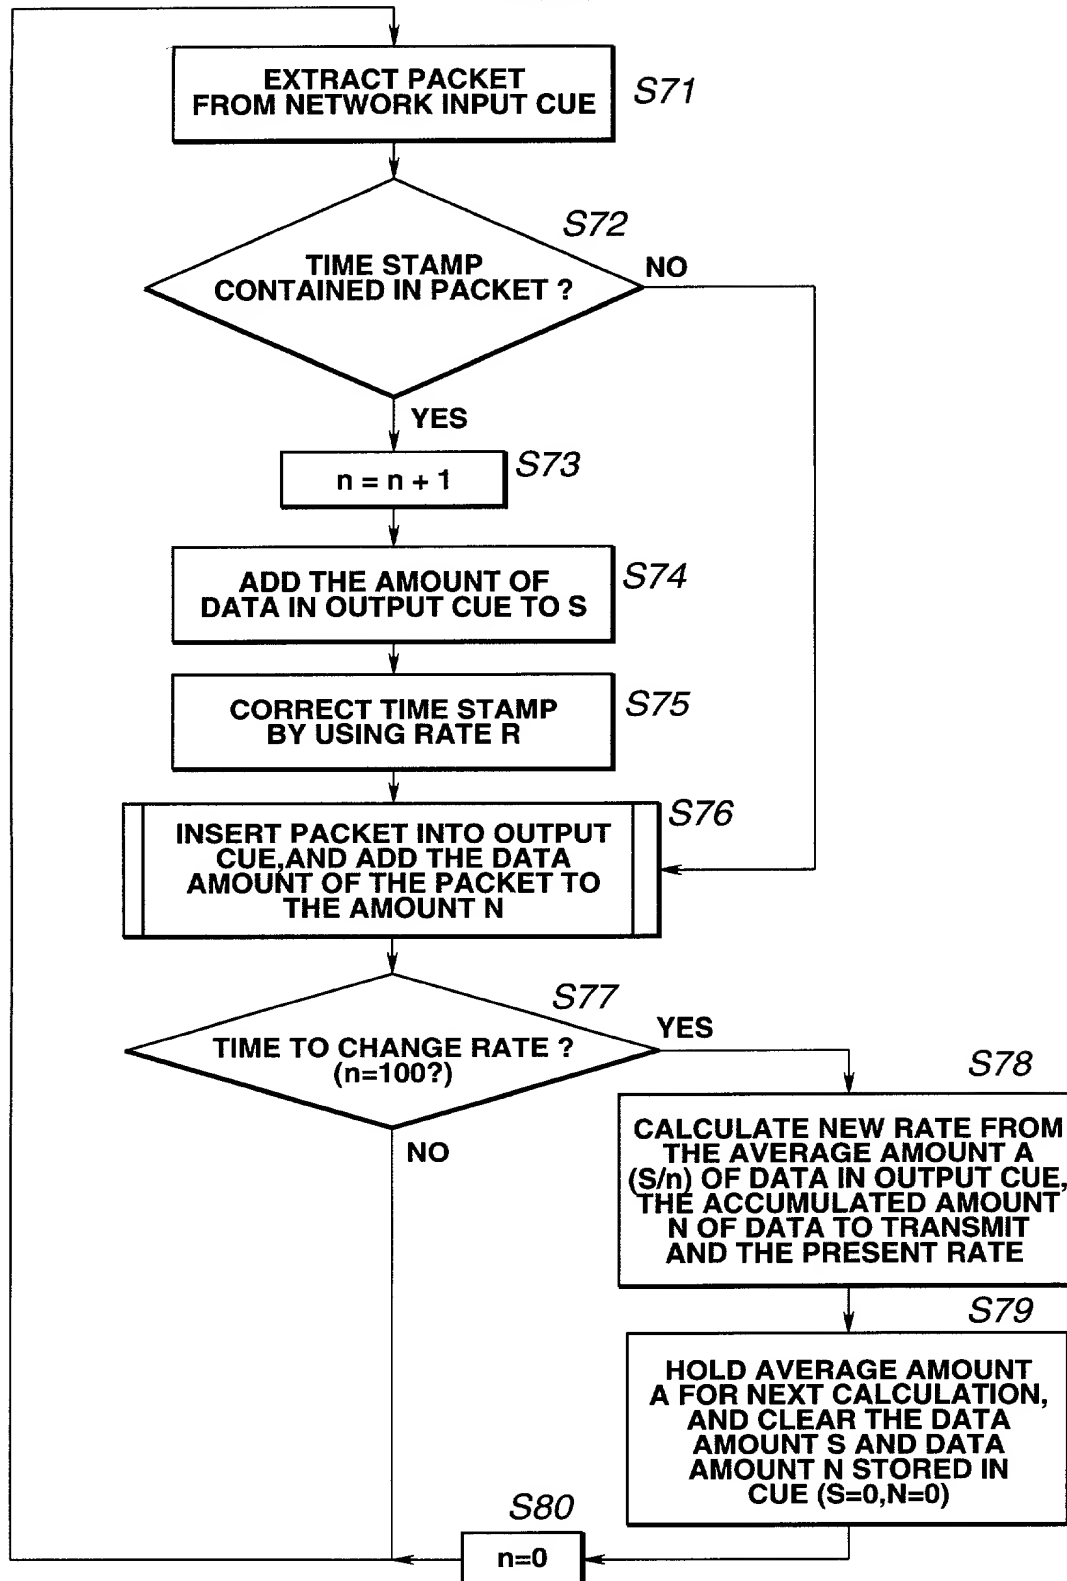 EXTRACT PACKET
FROM NETWORK INPUT CUE
S71
S72
TIME STAMP
CONTAINED IN PACKET ?
NO
YES
n = n + 1
S73
ADD THE AMOUNT OF
DATA IN OUTPUT CUE TO S
S74
CORRECT TIME STAMP
BY USING RATE R
S75
INSERT PACKET INTO OUTPUT
CUE,AND ADD THE DATA
AMOUNT OF THE PACKET TO
THE AMOUNT N
S76
S77
TIME TO CHANGE RATE ?
(n=100?)
YES
NO
S78
CALCULATE NEW RATE FROM
THE AVERAGE AMOUNT A
(S/n) OF DATA IN OUTPUT CUE,
THE ACCUMULATED AMOUNT
N OF DATA TO TRANSMIT
AND THE PRESENT RATE
S79
HOLD AVERAGE AMOUNT
A FOR NEXT CALCULATION,
AND CLEAR THE DATA
AMOUNT S AND DATA
AMOUNT N STORED IN
CUE (S=0,N=0)
S80
n=0